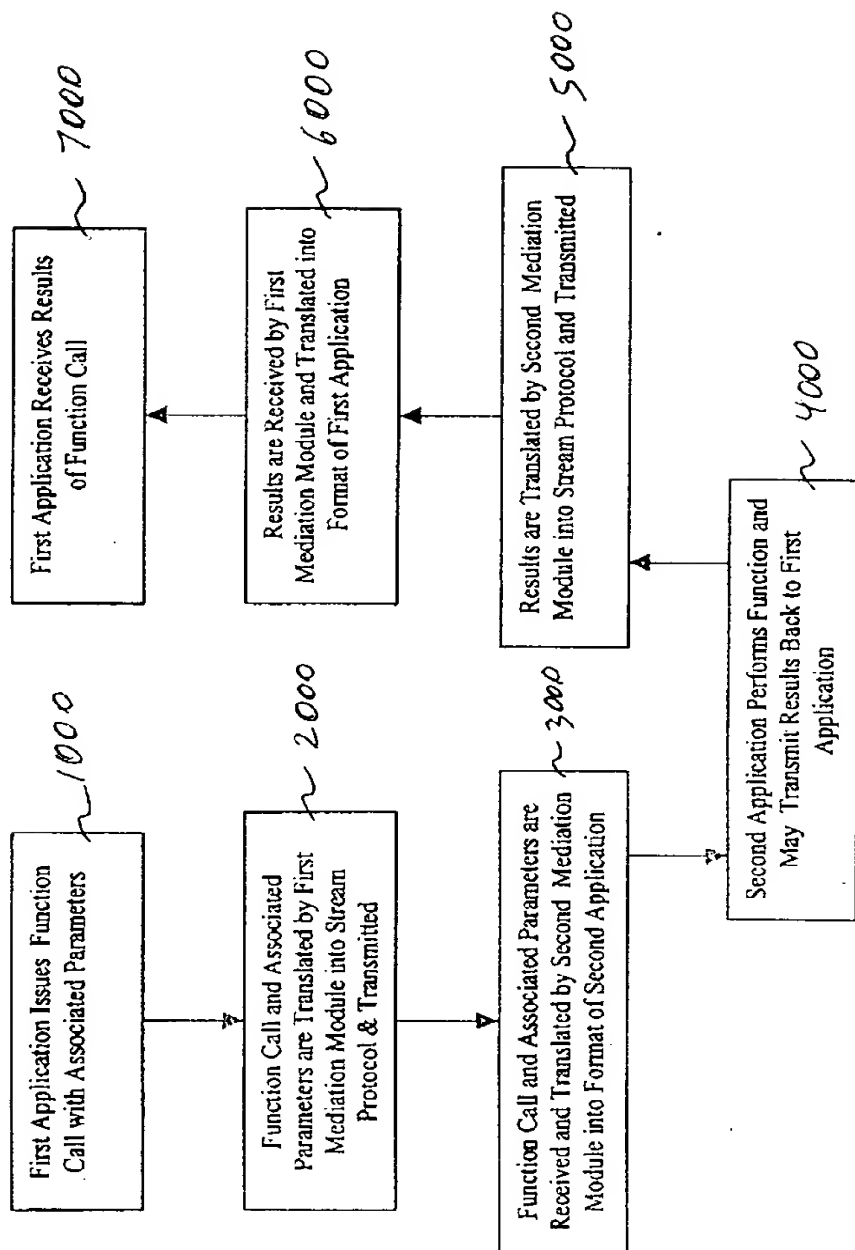 First Application Issues Function
Call with Associated Parameters
1000
Function Call and Associated
Parameters are Translated by First
Mediation Module into Stream
Protocol & Transmitted
2000
Function Call and Associated Parameters are
Received and Translated by Second Mediation
Module into Format of Second Application
3000
Second Application Performs Function and
May Transmit Results Back to First
Application
4000
Results are Translated by Second Mediation
Module into Stream Protocol and Transmitted
5000
Results are Received by First
Mediation Module and Translated into
Format of First Application
6000
First Application Receives Results
of Function Call
7000